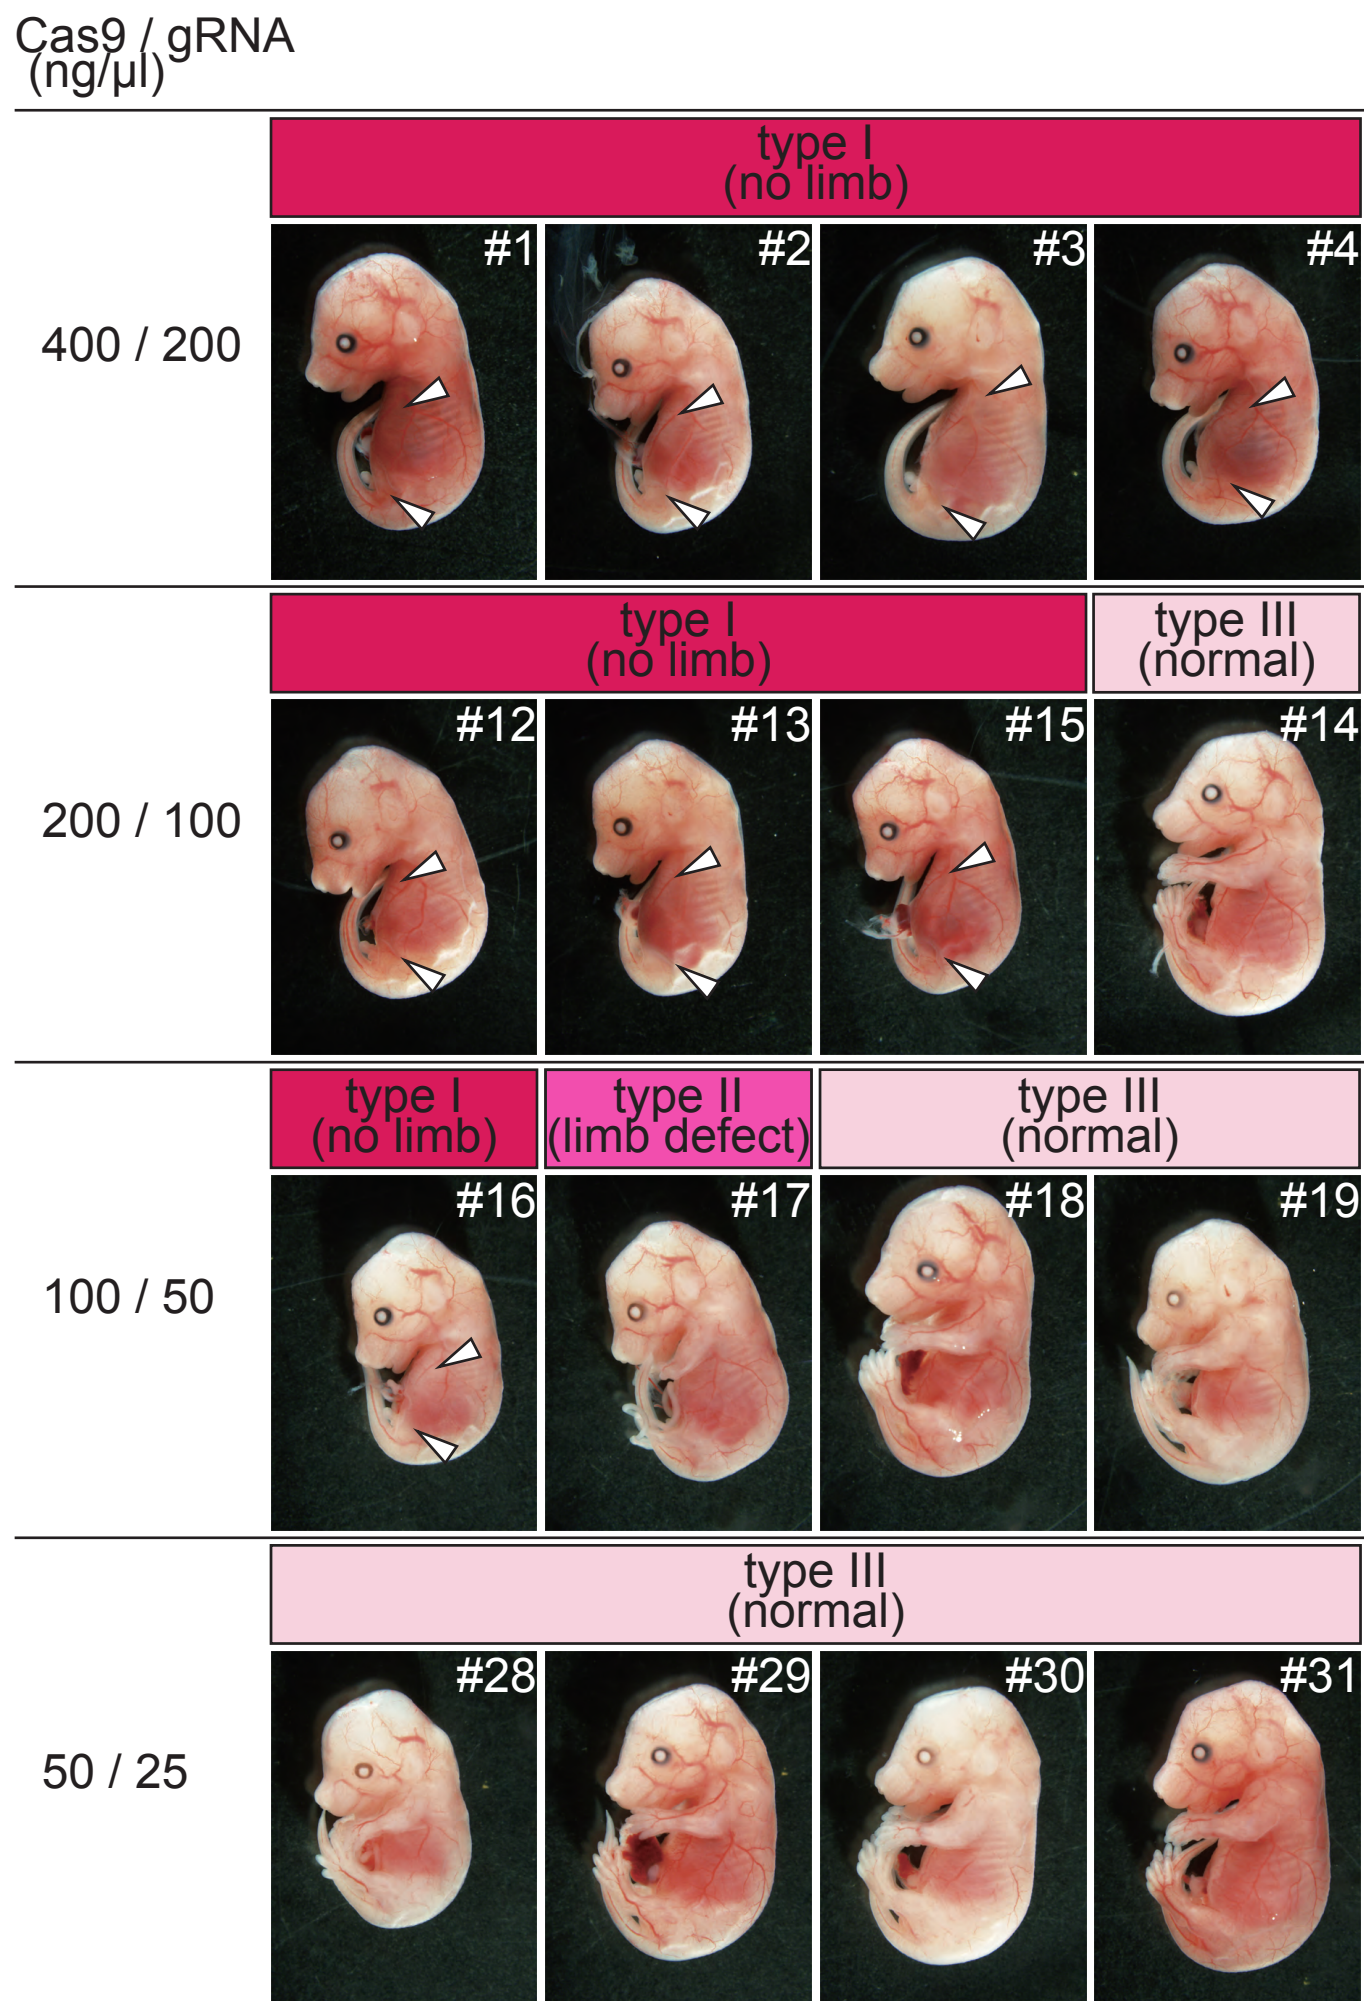 Cas9 / gRNA
(ng/µl)
type I
(no limb)
400 / 200
#1
#2
#3
#4
type I
(no limb)
type III
(normal)
200 / 100
#12
#13
#15
#14
type I
(no limb)
type II
(limb defect)
type III
(normal)
100 / 50
#16
#17
#18
#19
type III
(normal)
50 / 25
#28
#29
#30
#31